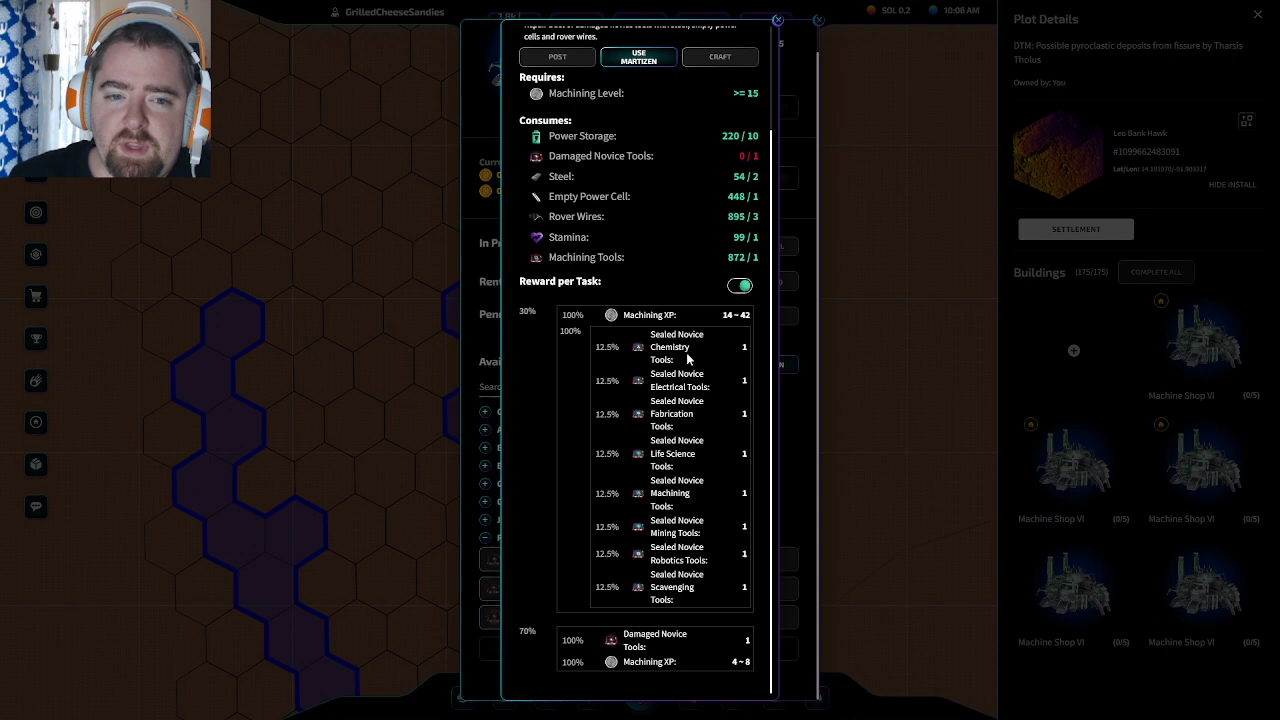 GrilledCheeseSandies
SOL 0.2
10:06 AM
cells and rover wires.
POST
USE
MARTIZEN
CRAFT
Requires:
Machining Level: >= 15
Consumes:
Power Storage: 220 / 10
Damaged Novice Tools: 0 / 1
Steel: 54 / 2
Empty Power Cell: 448 / 1
Rover Wires: 895 / 3
Stamina: 99 / 1
Machining Tools: 872 / 1
Reward per Task:
30%
100% Machining XP: 14 ~ 42
100%
Sealed Novice
12.5% Chemistry 1
Tools:
Sealed Novice
12.5% Electrical Tools: 1
Sealed Novice
12.5% Fabrication 1
Tools:
Sealed Novice
12.5% Life Science 1
Tools:
Sealed Novice
12.5% Machining 1
Tools:
Sealed Novice
12.5% Mining Tools: 1
Sealed Novice
12.5% Robotics Tools: 1
Sealed Novice
12.5% Scavenging 1
Tools:
70%
100% Damaged Novice 1
Tools:
100% Machining XP: 4 ~ 8
Plot Details
DTM: Possible pyroclastic deposits from fissure by Tharsis
Tholus
Owned by: You
Leo Bank Hawk
#1099662483091
Lat/Lon: 14.191970/-91.903317
HIDE INSTALL
SETTLEMENT
Buildings (175/175) COMPLETE ALL
Machine Shop VI (0/5)
Machine Shop VI (0/5)
Machine Shop VI (0/5)
Machine Shop VI (0/5)
Machine Shop VI (0/5)